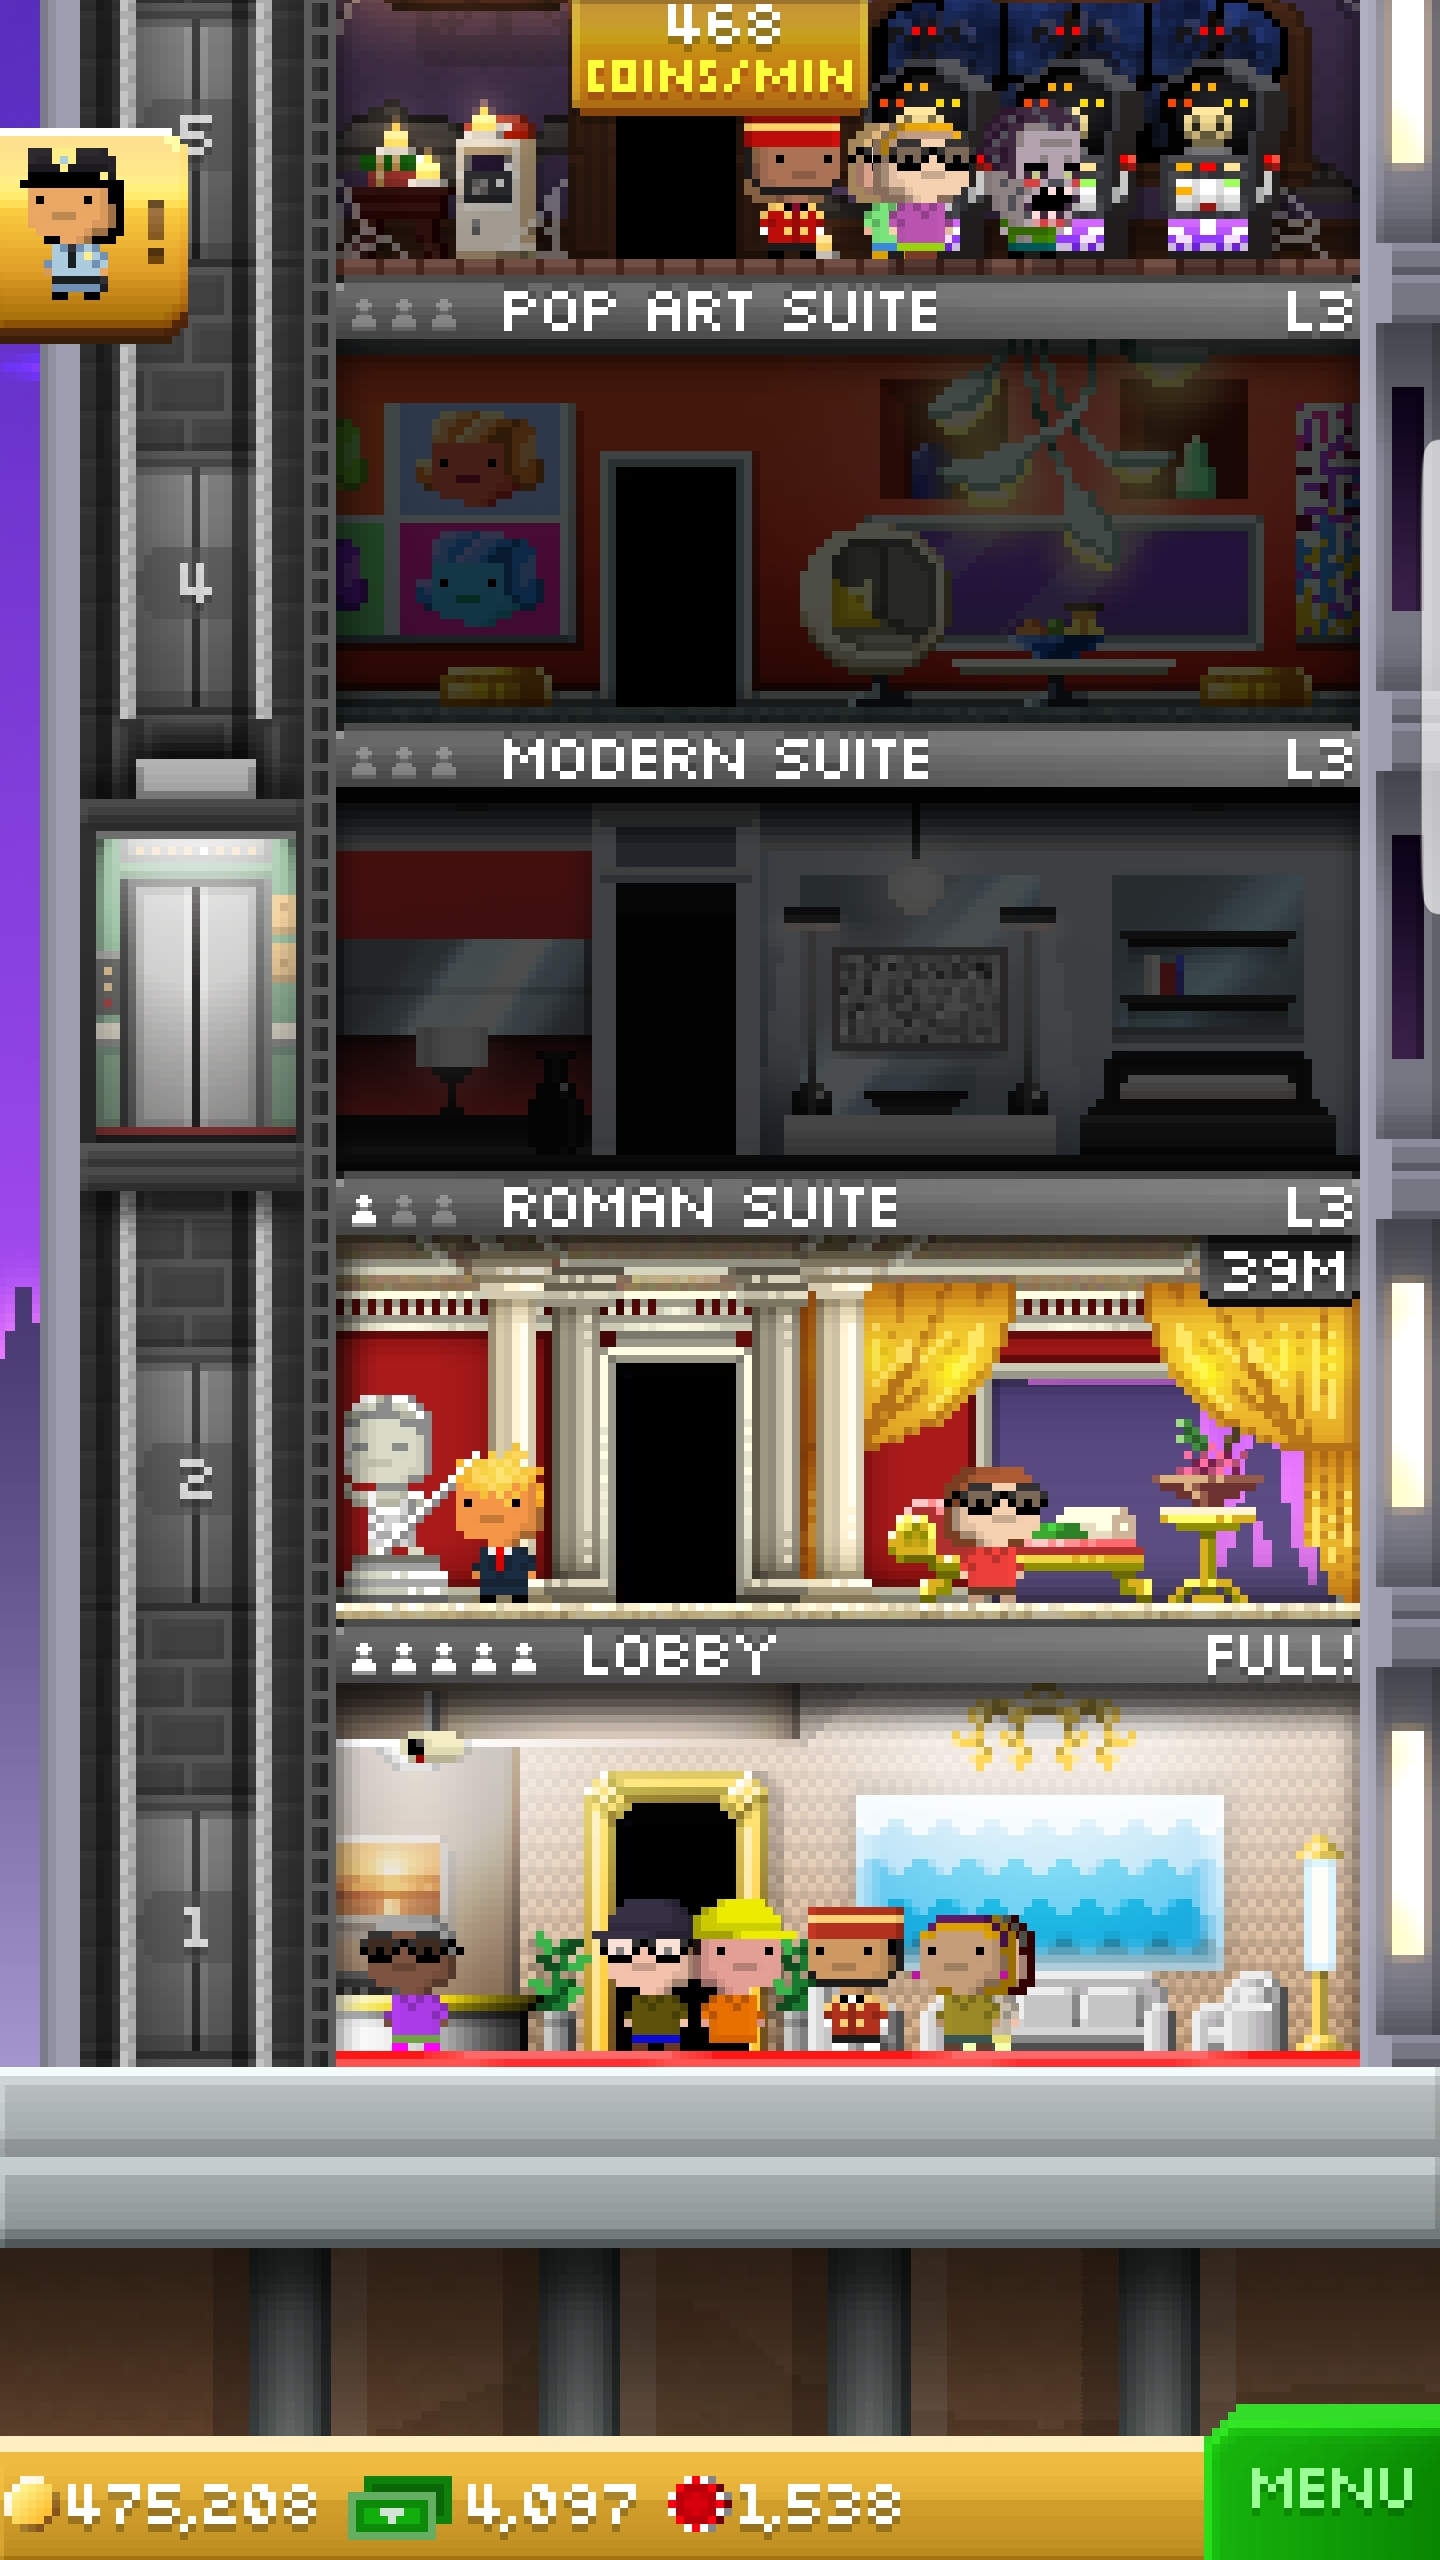 468
COINS/MIN
5
!
POP ART SUITE L3
4
MODERN SUITE L3
ROMAN SUITE L3
39M
2
LOBBY FULL!
1
475,208 4,097 1,538 MENU